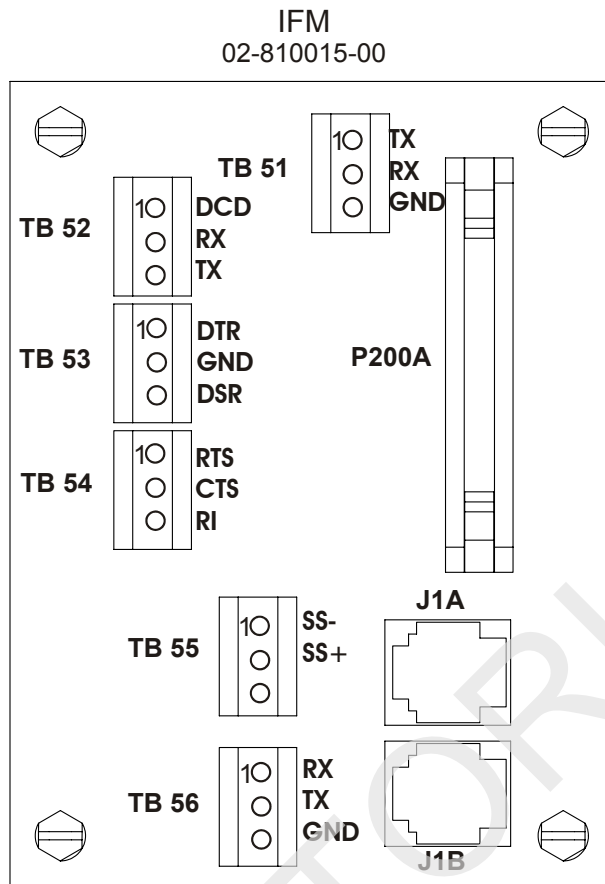 IFM
02-810015-00
TB 51
1
TX
RX
GND
TB 52
1
DCD
RX
TX
TB 53
1
DTR
GND
DSR
P200A
TB 54
1
RTS
CTS
RI
TB 55
1
SS-
SS+
J1A
TB 56
1
RX
TX
GND
J1B